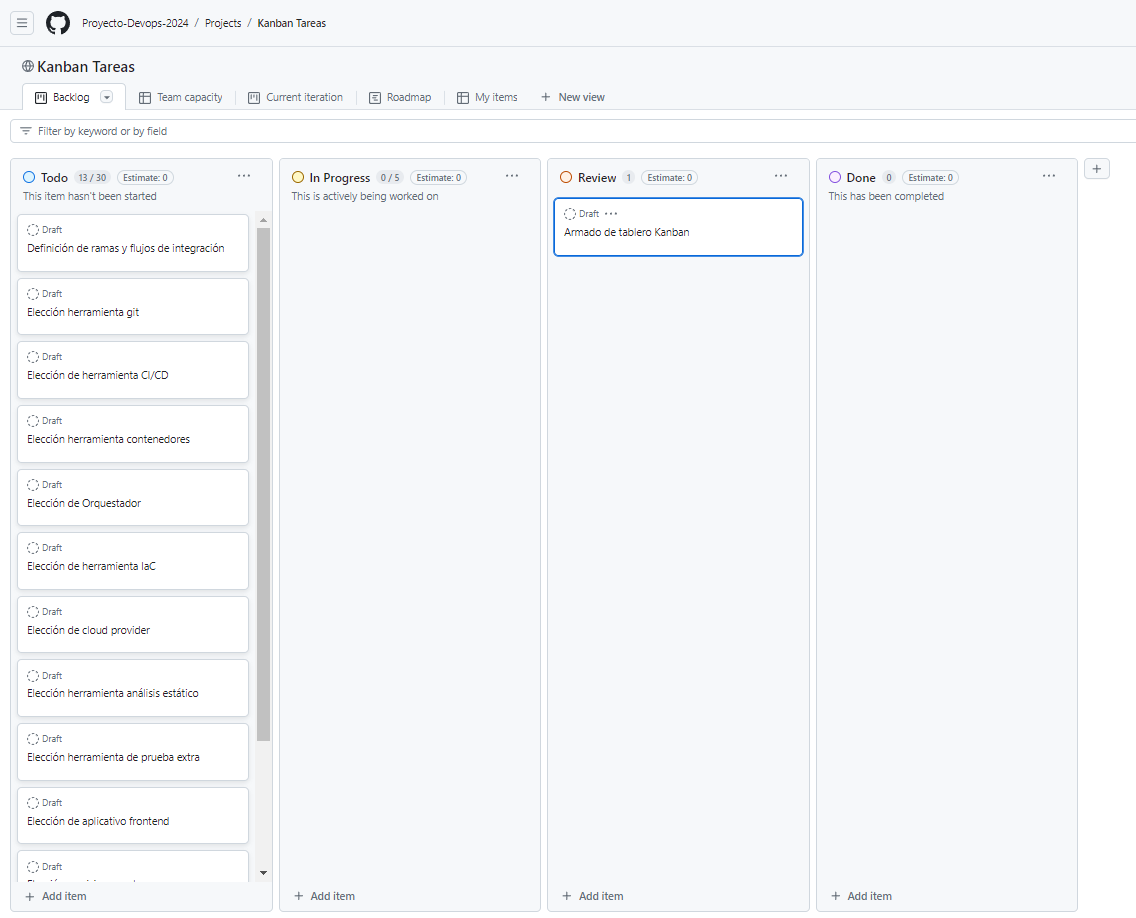 Proyecto-Devops-2024 / Projects / Kanban Tareas
Kanban Tareas
Backlog Team capacity Current iteration Roadmap My items + New view
Filter by keyword or by field
Todo 13 / 30 Estimate: 0 ...
This item hasn't been started
Draft
Definición de ramas y flujos de integración
Draft
Elección herramienta git
Draft
Elección de herramienta CI/CD
Draft
Elección herramienta contenedores
Draft
Elección de Orquestador
Draft
Elección de herramienta IaC
Draft
Elección de cloud provider
Draft
Elección herramienta análisis estático
Draft
Elección herramienta de prueba extra
Draft
Elección de aplicativo frontend
Draft
+ Add item
In Progress 0 / 5 Estimate: 0 ...
This is actively being worked on
+ Add item
Review 1 Estimate: 0 ...
Draft ...
Armado de tablero Kanban
+ Add item
Done 0 Estimate: 0 ...
This has been completed
+ Add item
+